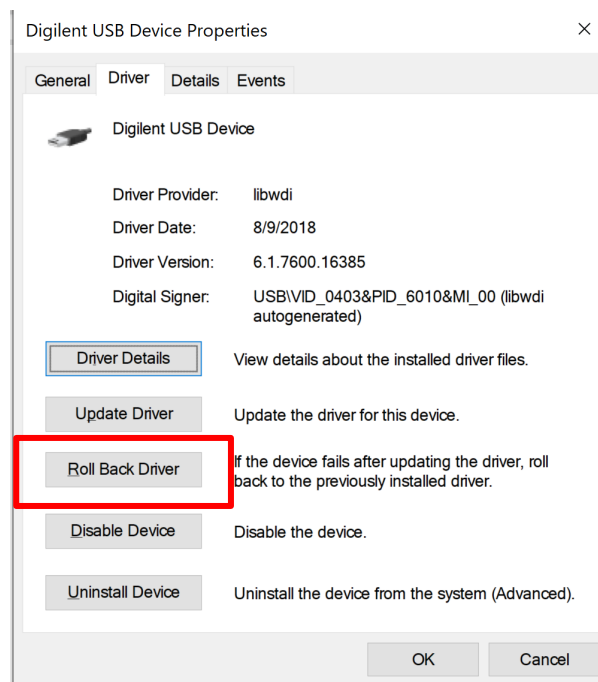 Digilent USB Device Properties
General Driver Details Events
Digilent USB Device
Driver Provider: libwdi
Driver Date: 8/9/2018
Driver Version: 6.1.7600.16385
Digital Signer: USB\VID_0403&PID_6010&MI_00 (libwdi
autogenerated)
Driver Details View details about the installed driver files.
Update Driver Update the driver for this device.
Roll Back Driver If the device fails after updating the driver, roll
back to the previously installed driver.
Disable Device Disable the device.
Uninstall Device Uninstall the device from the system (Advanced).
OK Cancel